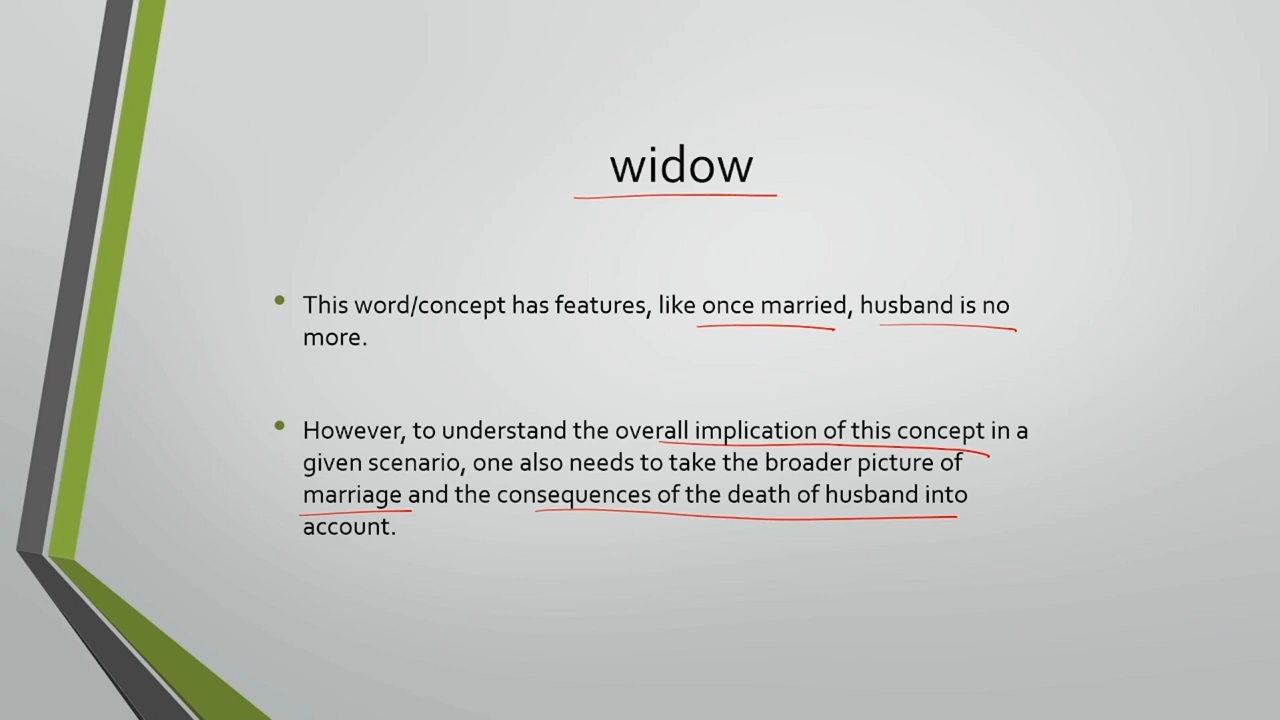 widow
• This word/concept has features, like once married, husband is no
more.
• However, to understand the overall implication of this concept in a
given scenario, one also needs to take the broader picture of
marriage and the consequences of the death of husband into
account.